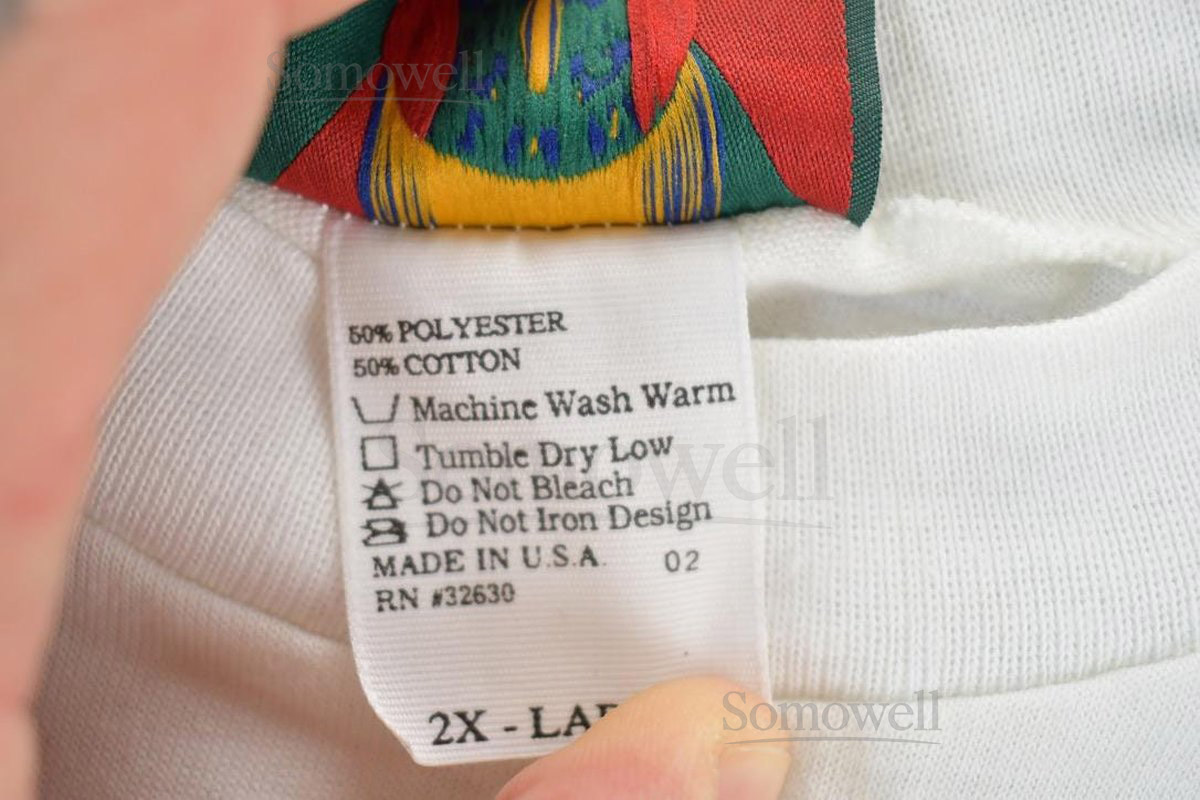 Somowell
50% POLYESTER
50% COTTON
Machine Wash Warm
Tumble Dry Low
Do Not Bleach
Do Not Iron Design
MADE IN U.S.A. 02
RN #32630
2X - LAR
Somowell
Somowell